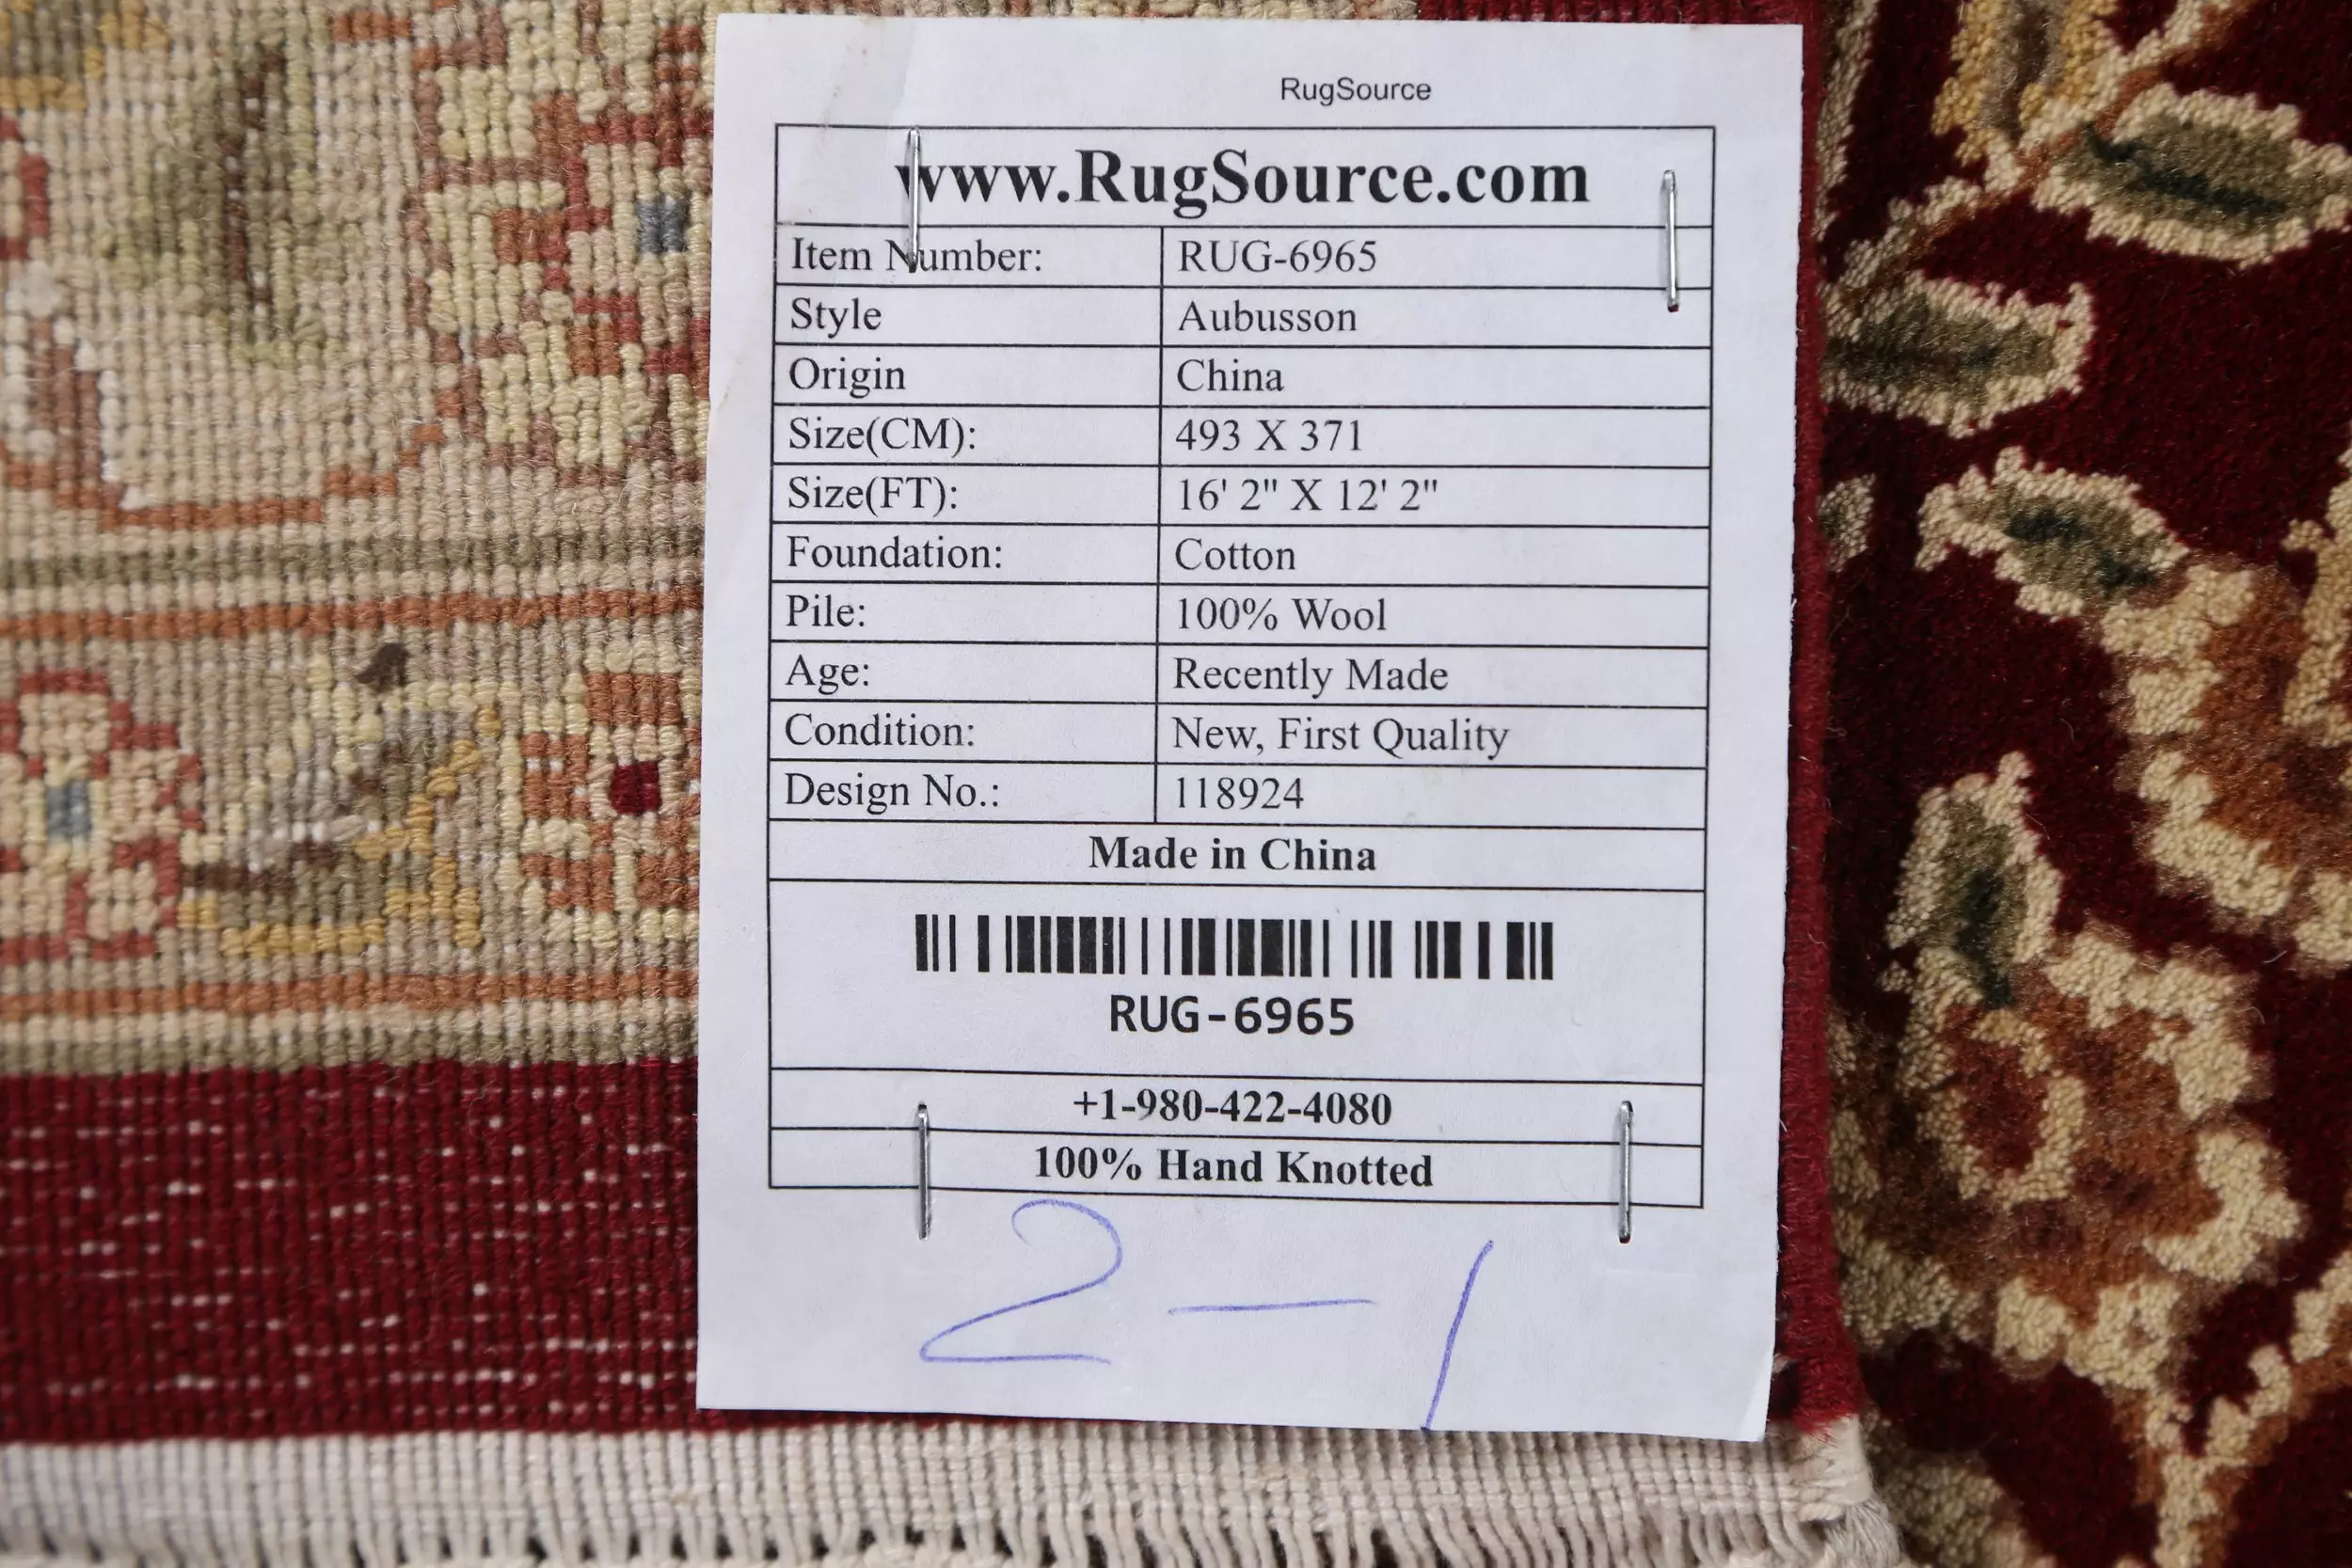 RugSource
www.RugSource.com
Item Number: RUG-6965
Style Aubusson
Origin China
Size(CM): 493 X 371
Size(FT): 16' 2" X 12' 2"
Foundation: Cotton
Pile: 100% Wool
Age: Recently Made
Condition: New, First Quality
Design No.: 118924
Made in China
RUG-6965
+1-980-422-4080
100% Hand Knotted
2-1